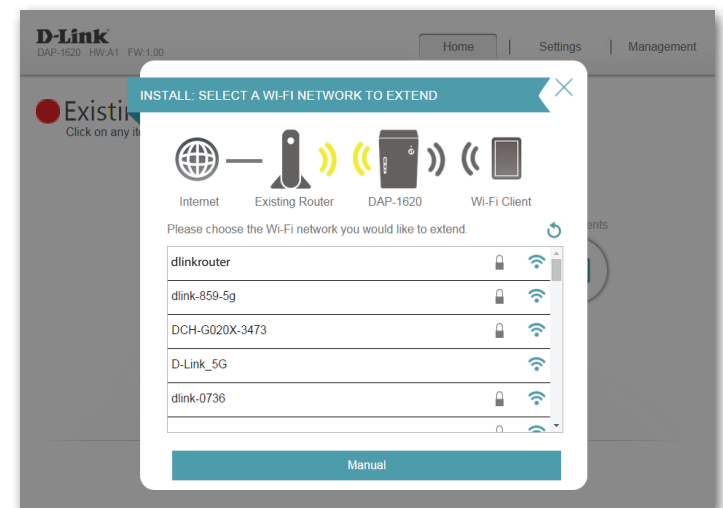 D-Link
DAP-1620 HW:A1 FW:1.00
Home | Settings | Management
INSTALL: SELECT A WI-FI NETWORK TO EXTEND
Existi
Click on any it
Internet Existing Router DAP-1620 Wi-Fi Client
Please choose the Wi-Fi network you would like to extend.
ents
dlinkrouter
dlink-859-5g
DCH-G020X-3473
D-Link_5G
dlink-0736
Manual